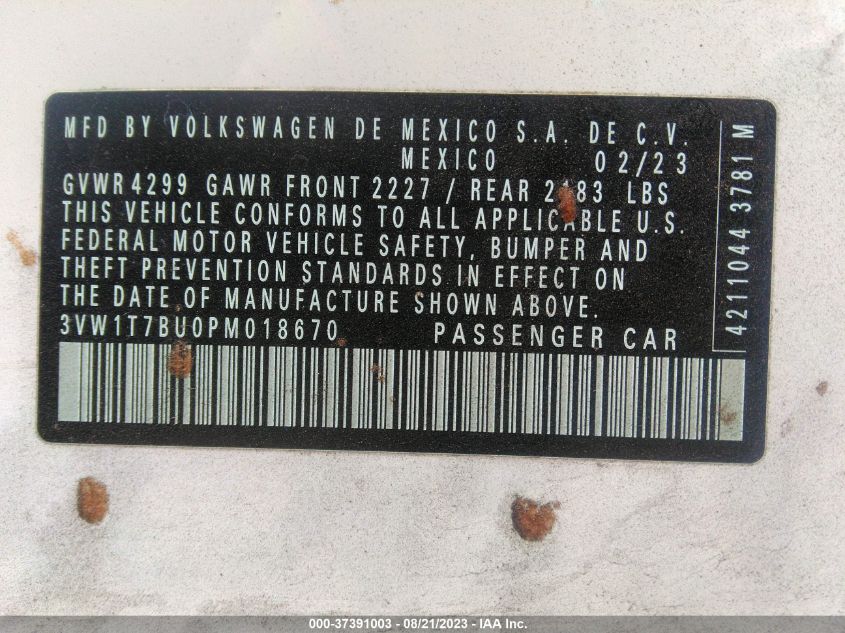 MFD BY VOLKSWAGEN DE MEXICO S.A. DE C.V.
MEXICO 02/23
GVWR 4299 GAWR FRONT 2227 / REAR LBS
THIS VEHICLE CONFORMS TO ALL APPLICABLE U.S.
FEDERAL MOTOR VEHICLE SAFETY, BUMPER AND
THEFT PREVENTION STANDARDS IN EFFECT ON
THE DATE OF MANUFACTURE SHOWN ABOVE.
3VW1T7BU0PM018670 PASSENGER CAR
4211044 3781 M
000-37391003 - 08/21/2023 - IAA Inc.